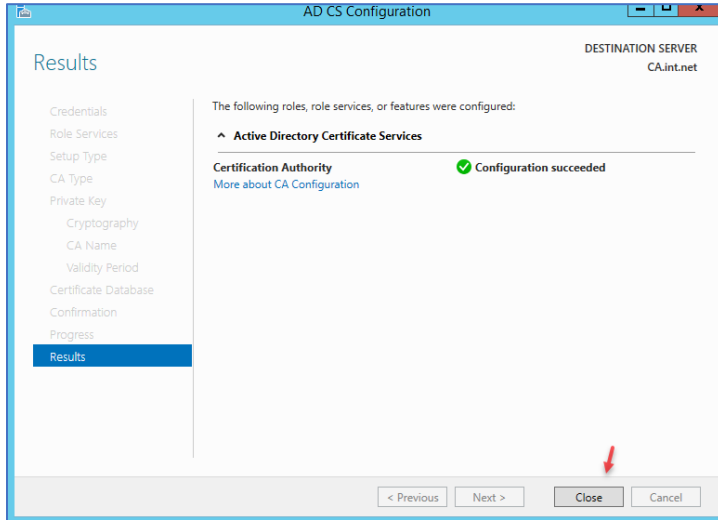 AD CS Configuration
DESTINATION SERVER
CA.int.net
Results
Credentials
Role Services
Setup Type
CA Type
Private Key
Cryptography
CA Name
Validity Period
Certificate Database
Confirmation
Progress
Results
The following roles, role services, or features were configured:
Active Directory Certificate Services
Certification Authority Configuration succeeded
More about CA Configuration
< Previous Next > Close Cancel